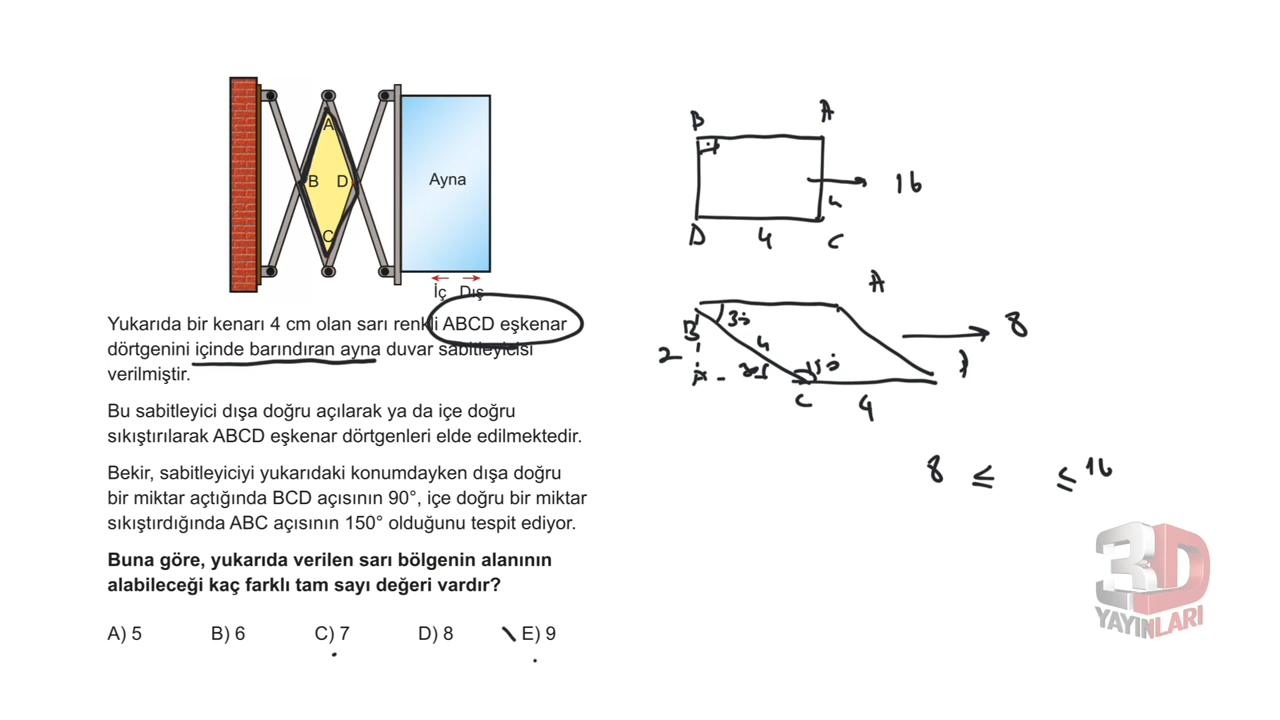 A
B D
C
Ayna
İç Dış
Yukarıda bir kenarı 4 cm olan sarı renkli ABCD eşkenar
dörtgenini içinde barındıran ayna duvar sabitleyicisi
verilmiştir.
Bu sabitleyici dışa doğru açılarak ya da içe doğru
sıkıştırılarak ABCD eşkenar dörtgenleri elde edilmektedir.
Bekir, sabitleyiciyi yukarıdaki konumdayken dışa doğru
bir miktar açtığında BCD açısının 90°, içe doğru bir miktar
sıkıştırdığında ABC açısının 150° olduğunu tespit ediyor.
Buna göre, yukarıda verilen sarı bölgenin alanının
alabileceği kaç farklı tam sayı değeri vardır?
A) 5 B) 6 C) 7 D) 8 E) 9
B A
16
4
D 4 C
A
B 30 8
2 4
30 150
C 4
8 ≤ ≤ 16
3D
YAYINLARI